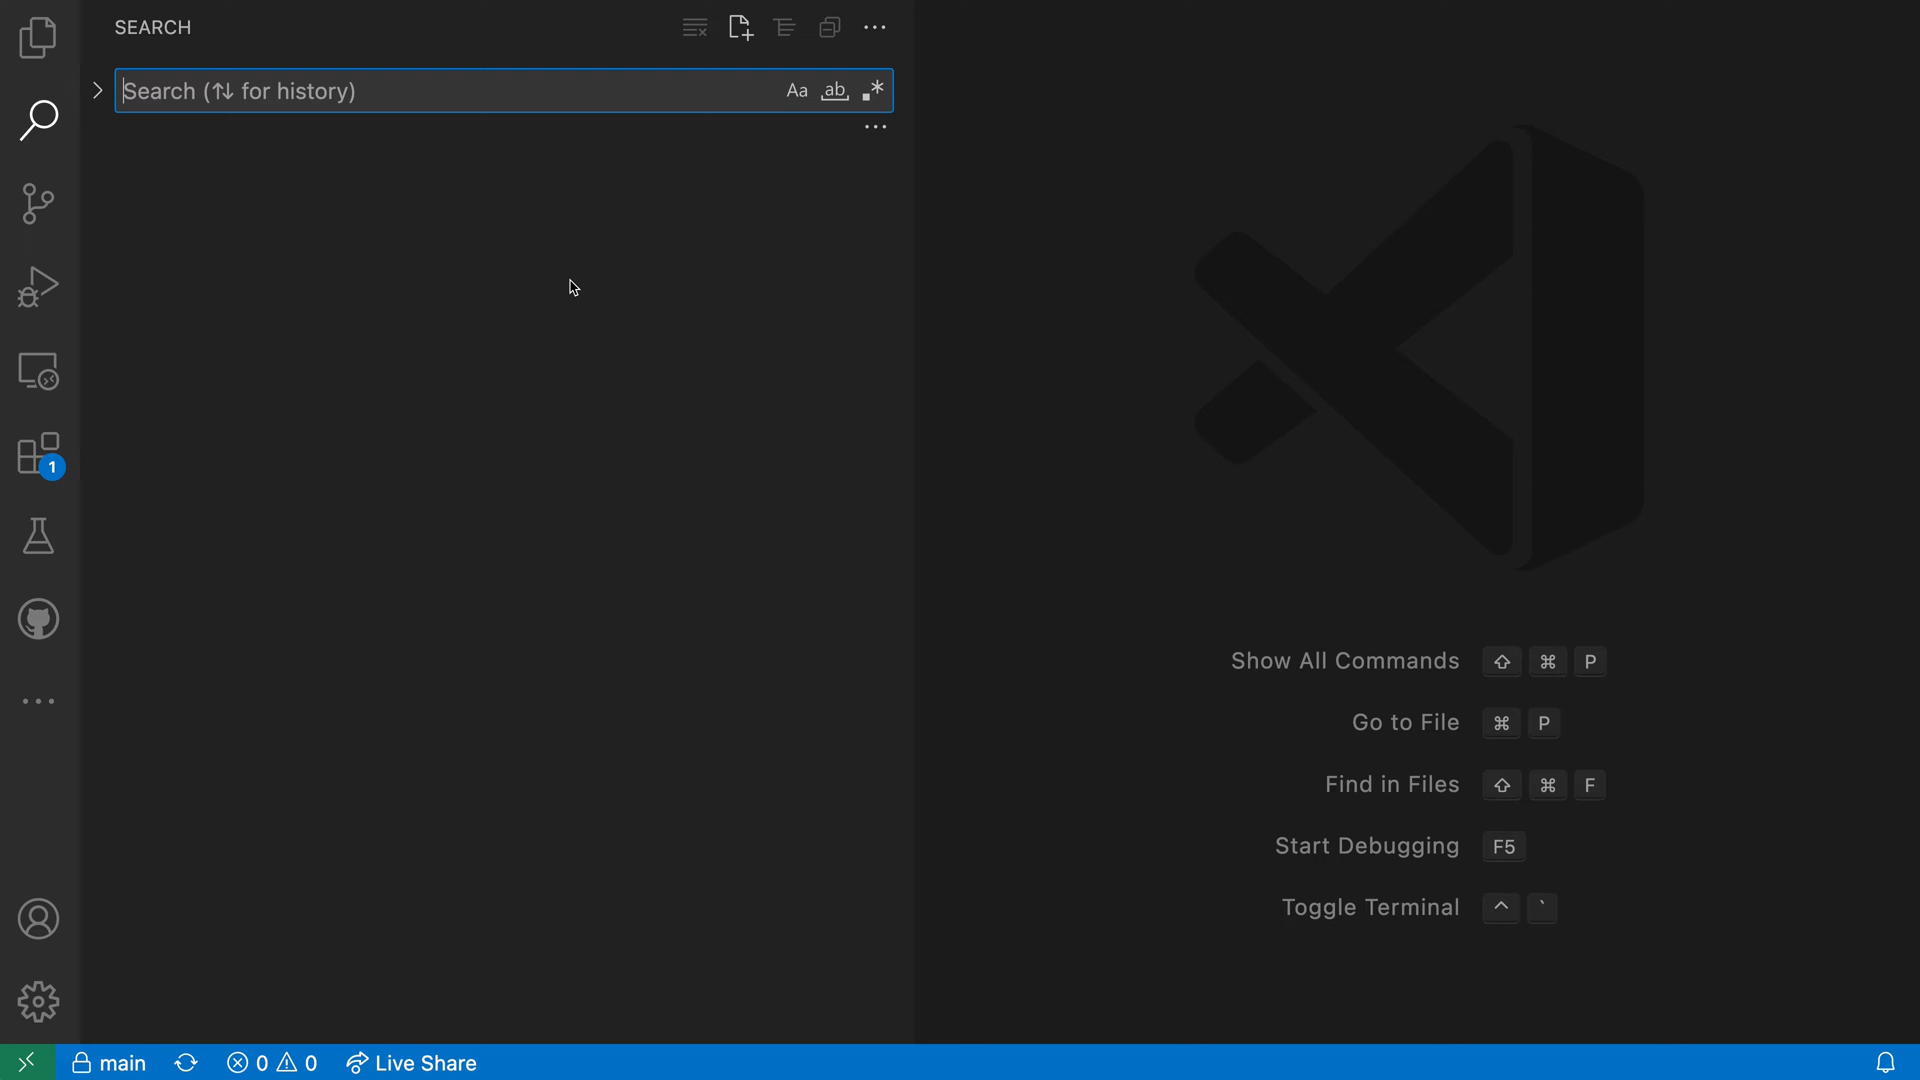 SEARCH
Search (⇅ for history)
Aa
ab
.*
1
Show All Commands ⇧ ⌘ P
Go to File ⌘ P
Find in Files ⇧ ⌘ F
Start Debugging F5
Toggle Terminal ^ `
main 0 0 Live Share